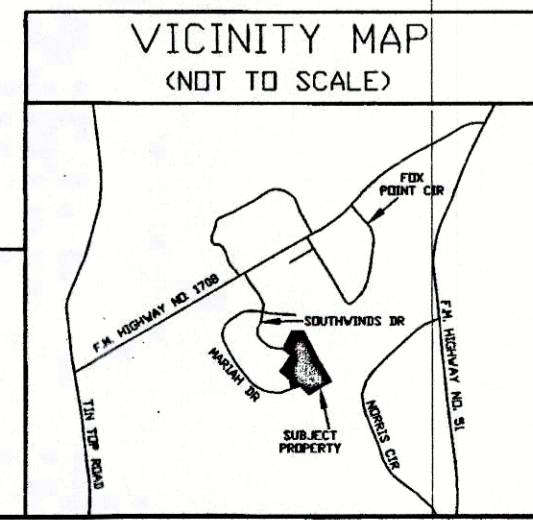 VICINITY MAP
(NOT TO SCALE)
FOX
POINT CIR
F.M. HIGHWAY NO. 1708
SOUTHWINDS DR
MARIAH DR
F.M. HIGHWAY NO. 51
TIN TOP ROAD
NORRIS CIR
SUBJECT
PROPERTY